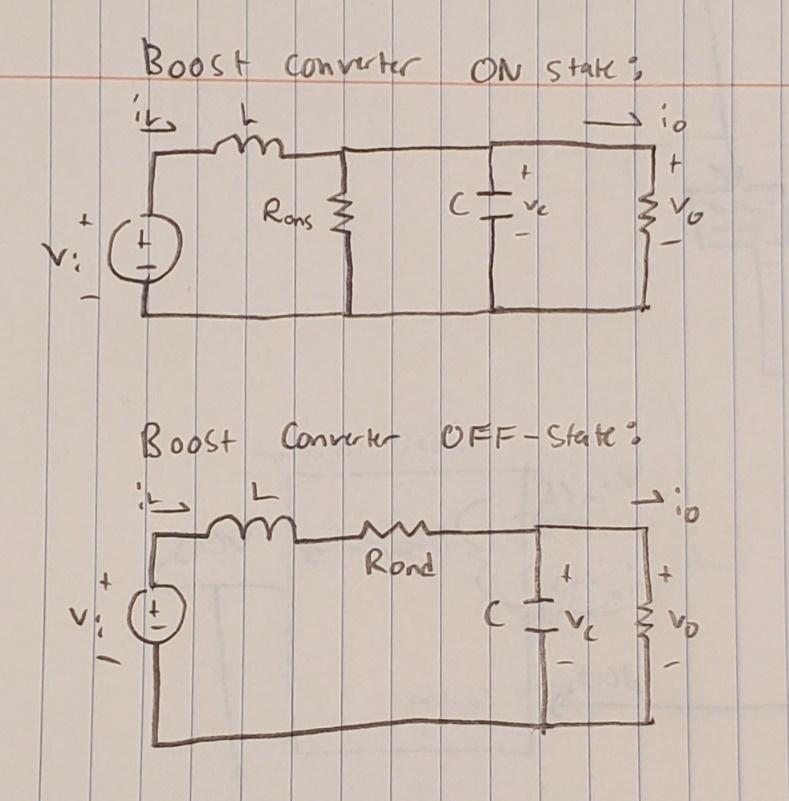 Boost Converter ON State:
iL
L
io
+
Vi
-
+
-
Rons
C
+
vc
-
+
Vo
-
Boost Converter OFF-State:
iL
L
io
Rond
+
Vi
-
+
-
C
+
Vc
-
+
Vo
-